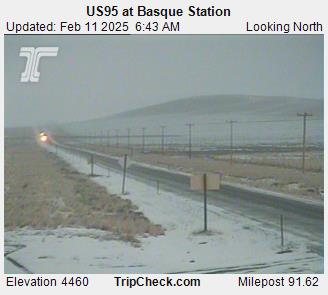 US95 at Basque Station
Updated: Feb 11 2025 6:43 AM Looking North
Elevation 4460 TripCheck.com Milepost 91.62